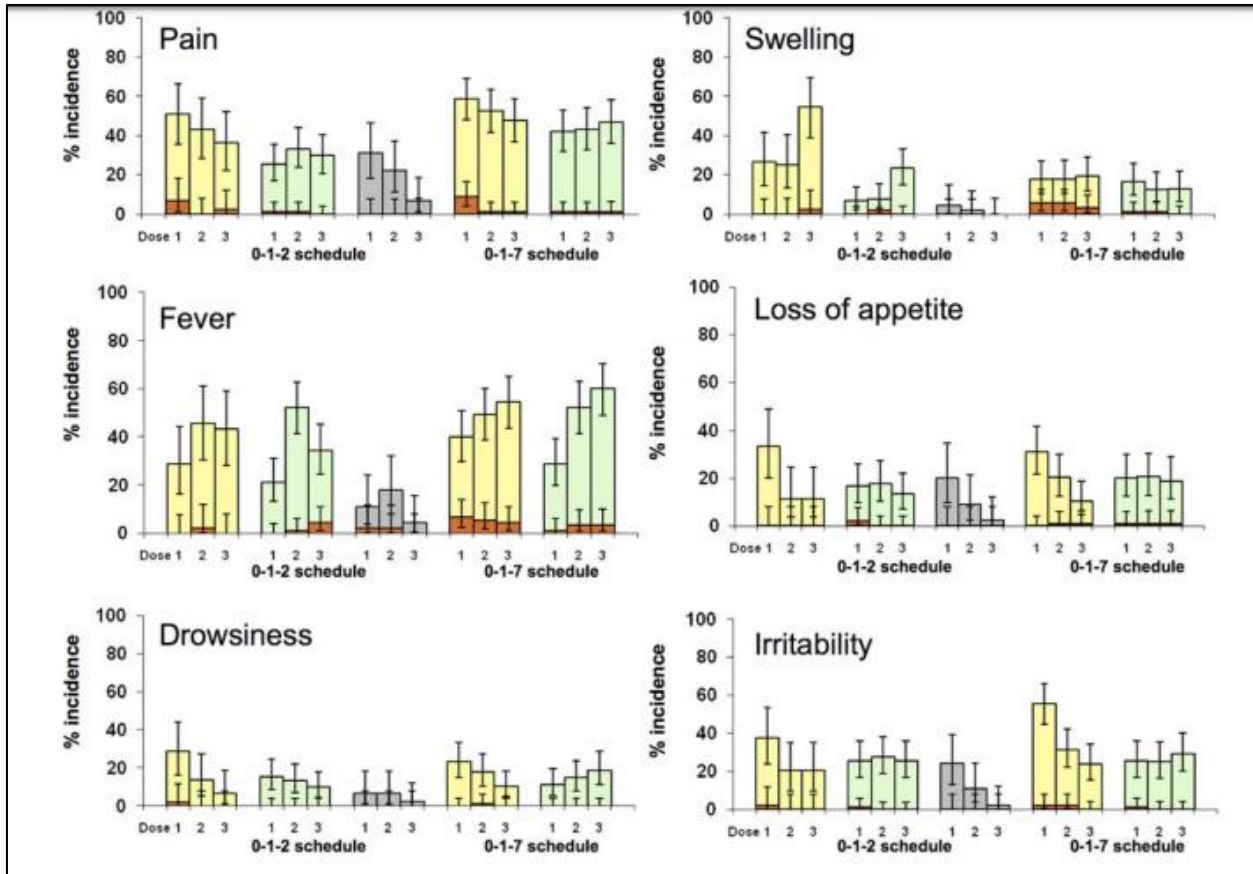 Pain
% incidence
100
80
60
40
20
0
Dose 1 2 3 1 2 3 1 2 3 1 2 3 1 2 3
0-1-2 schedule 0-1-7 schedule
Swelling
% incidence
100
80
60
40
20
0
Dose 1 2 3 1 2 3 1 2 3 1 2 3 1 2 3
0-1-2 schedule 0-1-7 schedule
Fever
% incidence
100
80
60
40
20
0
Dose 1 2 3 1 2 3 1 2 3 1 2 3 1 2 3
0-1-2 schedule 0-1-7 schedule
Loss of appetite
% incidence
100
80
60
40
20
0
Dose 1 2 3 1 2 3 1 2 3 1 2 3 1 2 3
0-1-2 schedule 0-1-7 schedule
Drowsiness
% incidence
100
80
60
40
20
0
Dose 1 2 3 1 2 3 1 2 3 1 2 3 1 2 3
0-1-2 schedule 0-1-7 schedule
Irritability
% incidence
100
80
60
40
20
0
Dose 1 2 3 1 2 3 1 2 3 1 2 3 1 2 3
0-1-2 schedule 0-1-7 schedule